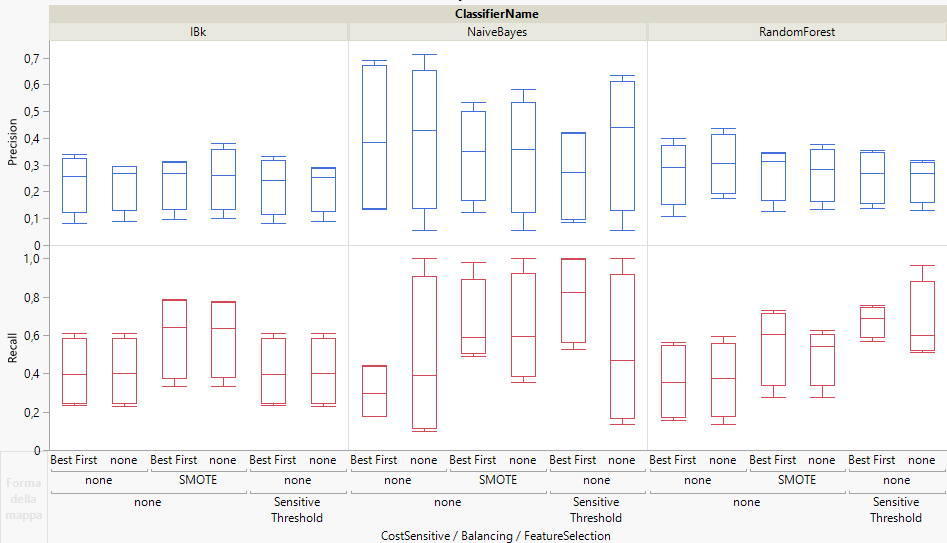 ClassifierName
IBk NaiveBayes RandomForest
Precision
0,7
0,6
0,5
0,4
0,3
0,2
0,1
0
Recall
1,0
0,8
0,6
0,4
0,2
0
Best First none Best First none Best First none Best First none Best First none Best First none Best First none Best First none Best First none
none SMOTE none none SMOTE none none SMOTE none
none Sensitive Threshold none Sensitive Threshold none Sensitive Threshold
Forma
della
mappa
CostSensitive / Balancing / FeatureSelection